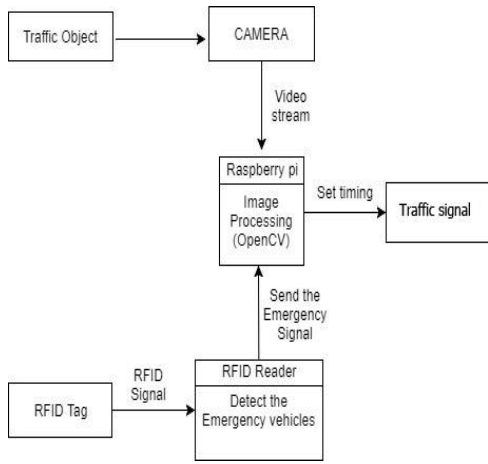 Traffic Object
CAMERA
Video
stream
Raspberry pi
Image
Processing
(OpenCV)
Set timing
Traffic signal
Send the
Emergency
Signal
RFID Tag
RFID
Signal
RFID Reader
Detect the
Emergency vehicles